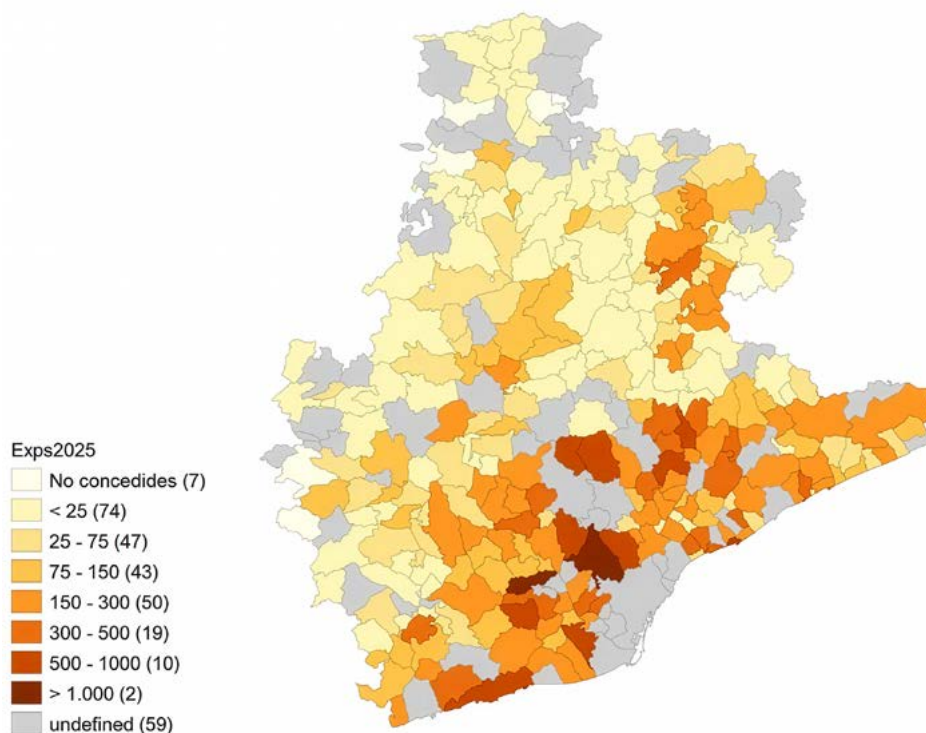 Exps2025
No concedides (7)
< 25 (74)
25 - 75 (47)
75 - 150 (43)
150 - 300 (50)
300 - 500 (19)
500 - 1000 (10)
> 1.000 (2)
undefined (59)